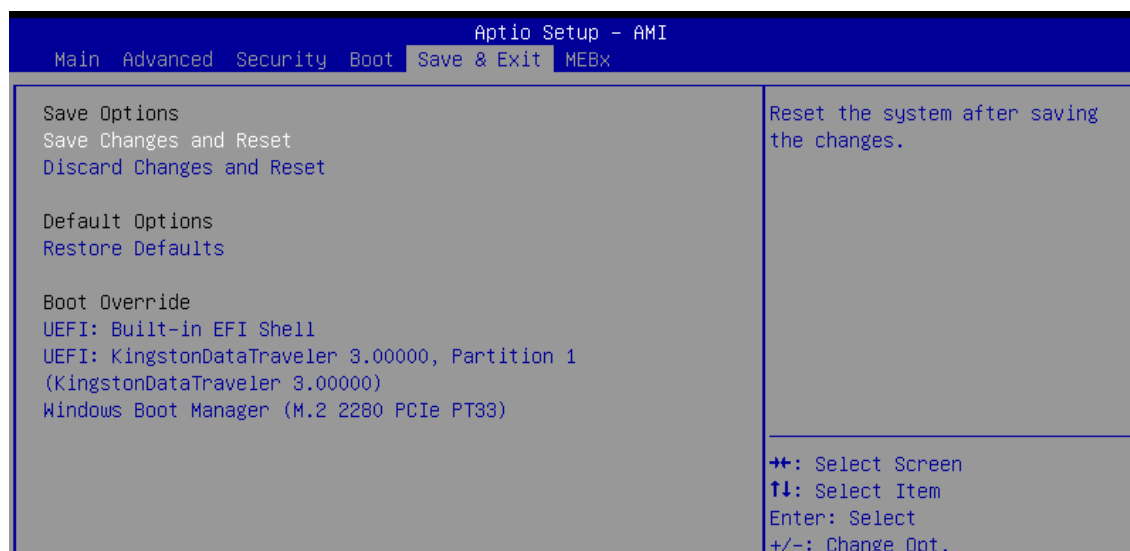 Aptio Setup – AMI
Main Advanced Security Boot Save & Exit MEBx
Save Options
Save Changes and Reset
Discard Changes and Reset
Default Options
Restore Defaults
Boot Override
UEFI: Built-in EFI Shell
UEFI: KingstonDataTraveler 3.00000, Partition 1
(KingstonDataTraveler 3.00000)
Windows Boot Manager (M.2 2280 PCIe PT33)
Reset the system after saving
the changes.
→←: Select Screen
↑↓: Select Item
Enter: Select
+/-: Change Opt.